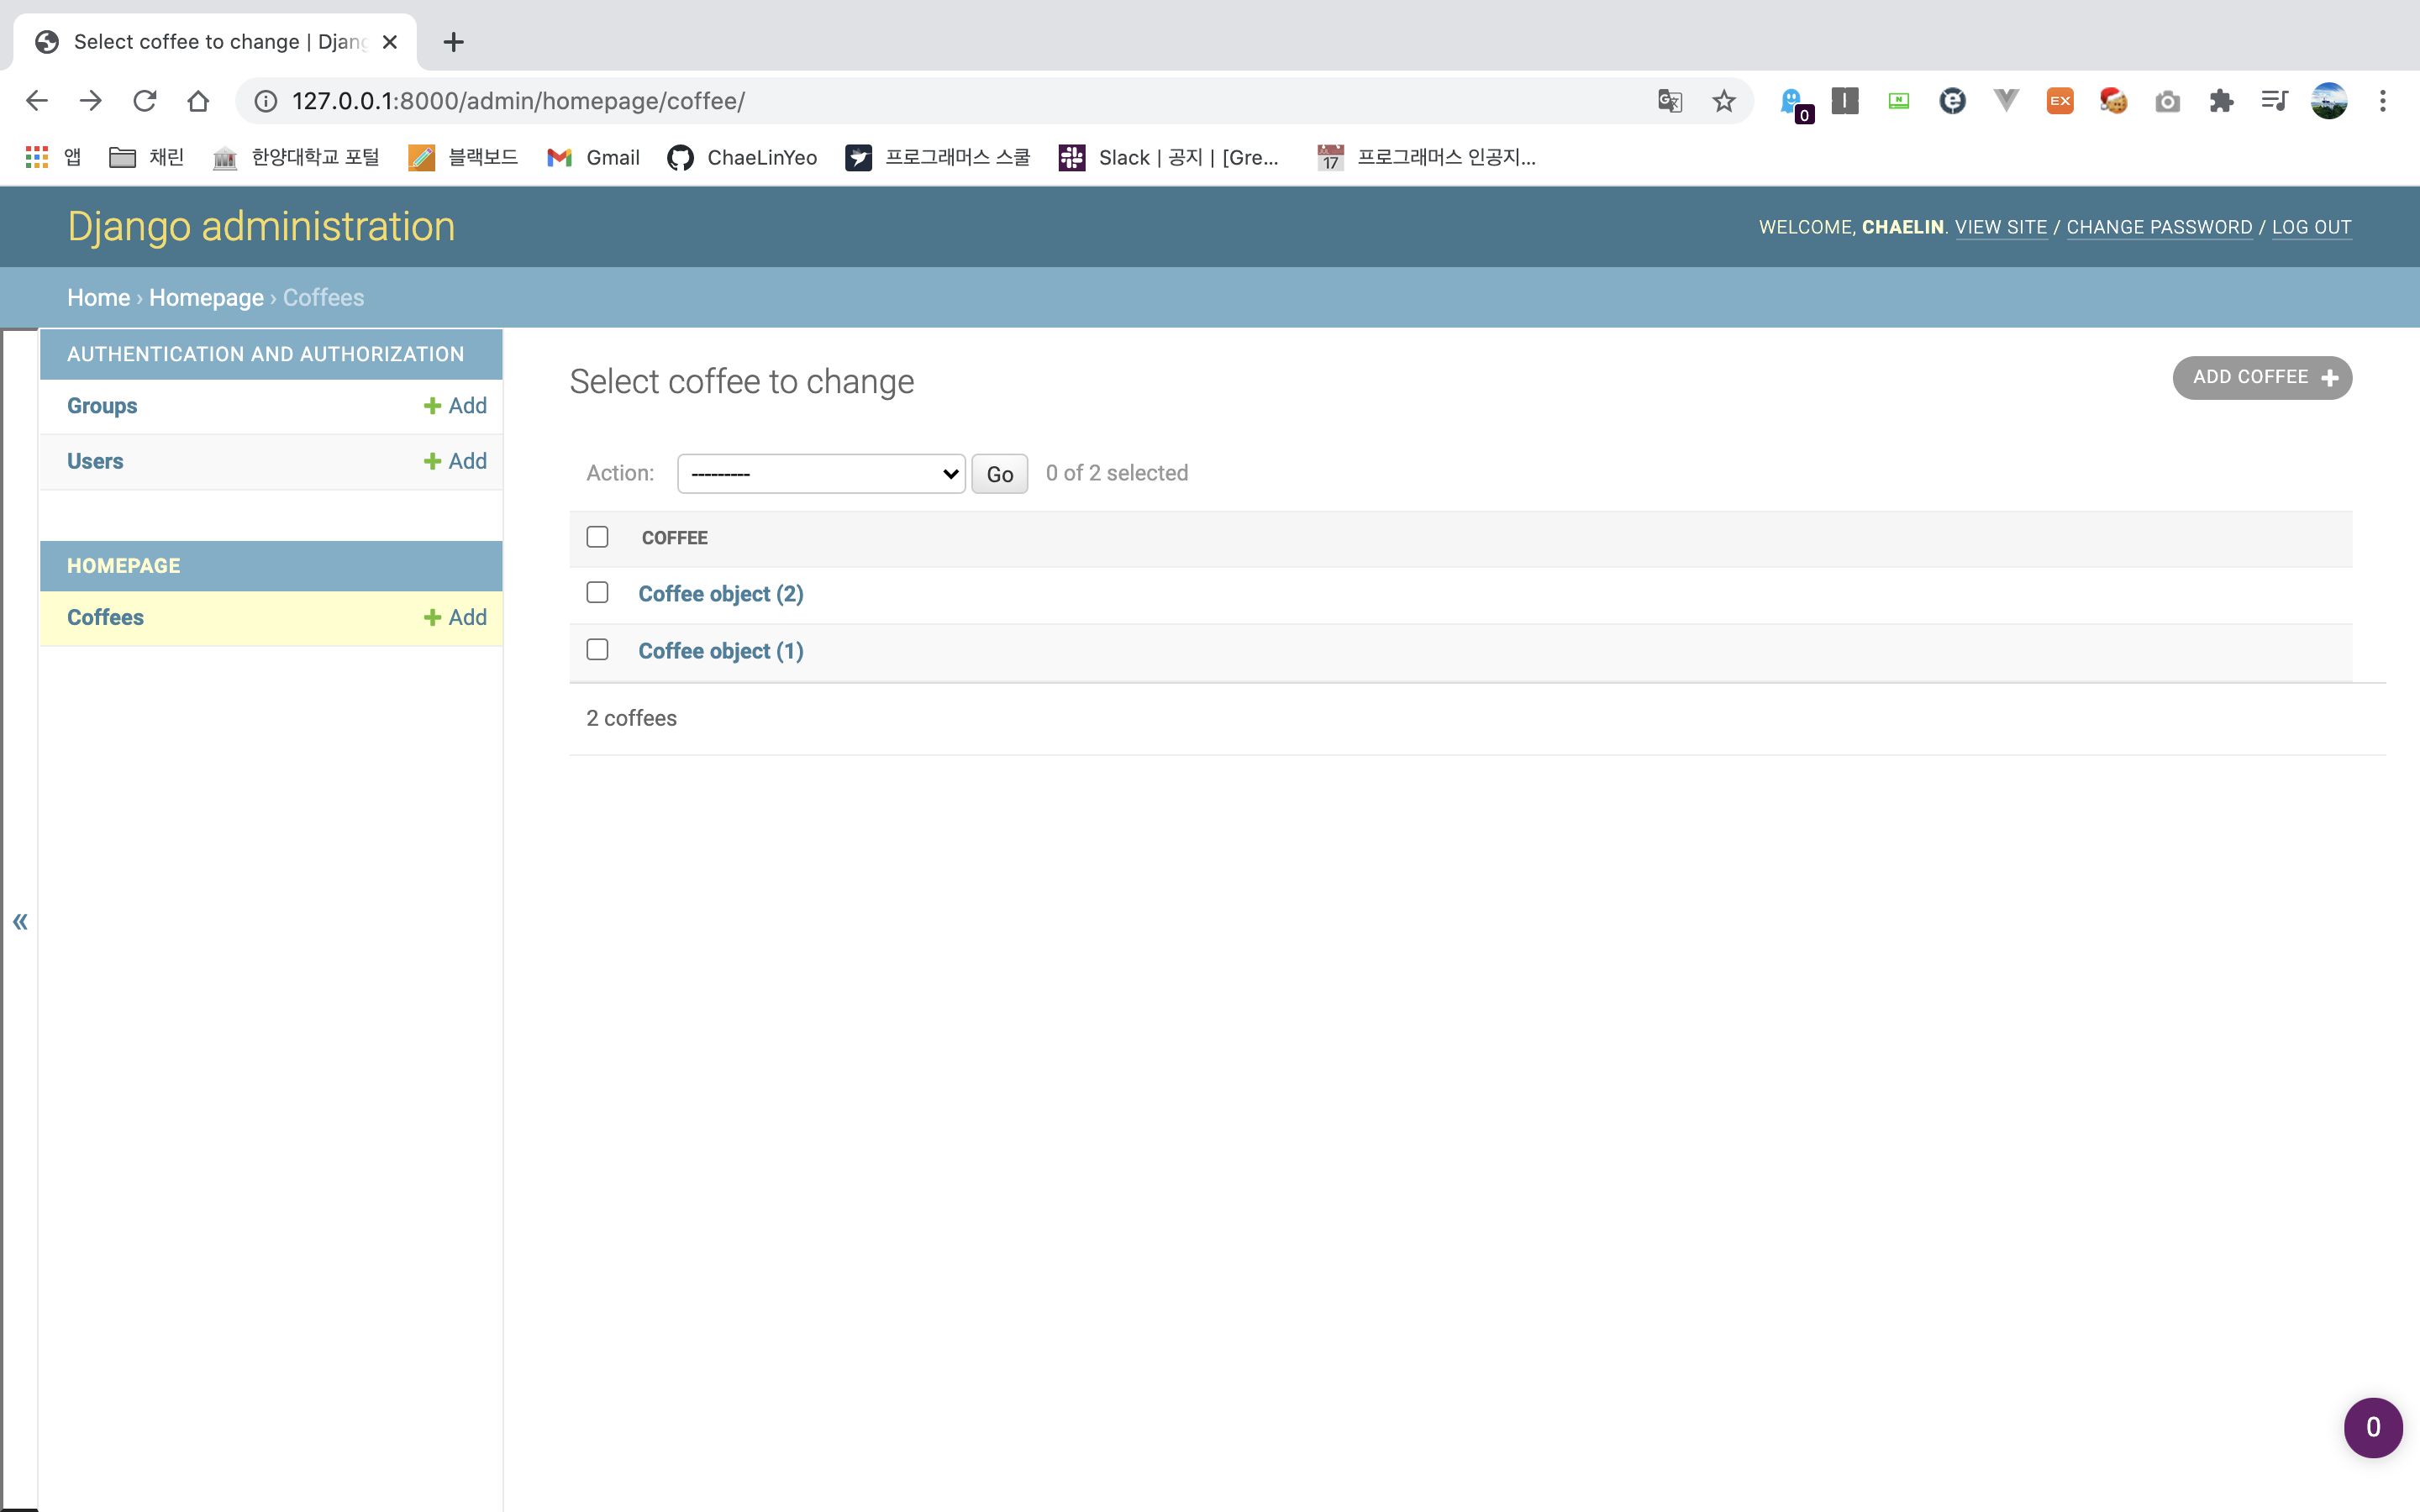 Select coffee to change | Djang
127.0.0.1:8000/admin/homepage/coffee/
0
EX
앱 채린 한양대학교 포털 블랙보드 Gmail ChaeLinYeo 프로그래머스 스쿨 Slack | 공지 | [Gre... 17 프로그래머스 인공지...
Django administration
WELCOME, CHAELIN. VIEW SITE / CHANGE PASSWORD / LOG OUT
Home › Homepage › Coffees
AUTHENTICATION AND AUTHORIZATION
Groups + Add
Users + Add
HOMEPAGE
Coffees + Add
«
Select coffee to change
ADD COFFEE +
Action: --------- Go 0 of 2 selected
COFFEE
Coffee object (2)
Coffee object (1)
2 coffees
0